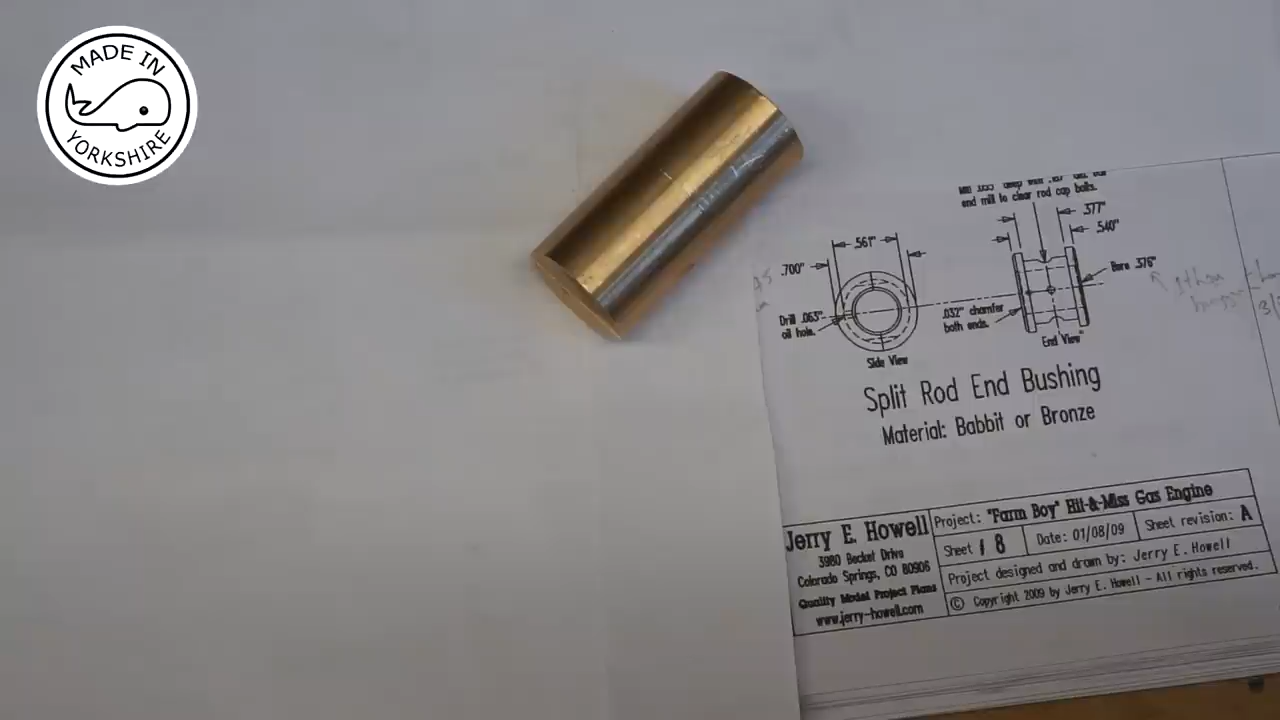 MADE IN
YORKSHIRE
end mill to clear rod cap bolts.
.377"
.540"
.561"
.700"
Bore .376"
Drill .063"
oil hole.
.032" chamfer
both ends.
Side View
End View
Split Rod End Bushing
Material: Babbit or Bronze
Jerry E. Howell
3980 Becket Drive
Colorado Springs, CO 80906
Quality Model Project Plans
www.jerry-howell.com
Project: "Farm Boy" Hit-&-Miss Gas Engine
Sheet 18
Date: 01/08/09
Sheet revision: A
Project designed and drawn by: Jerry E. Howell
© Copyright 2009 by Jerry E. Howell - All rights reserved.